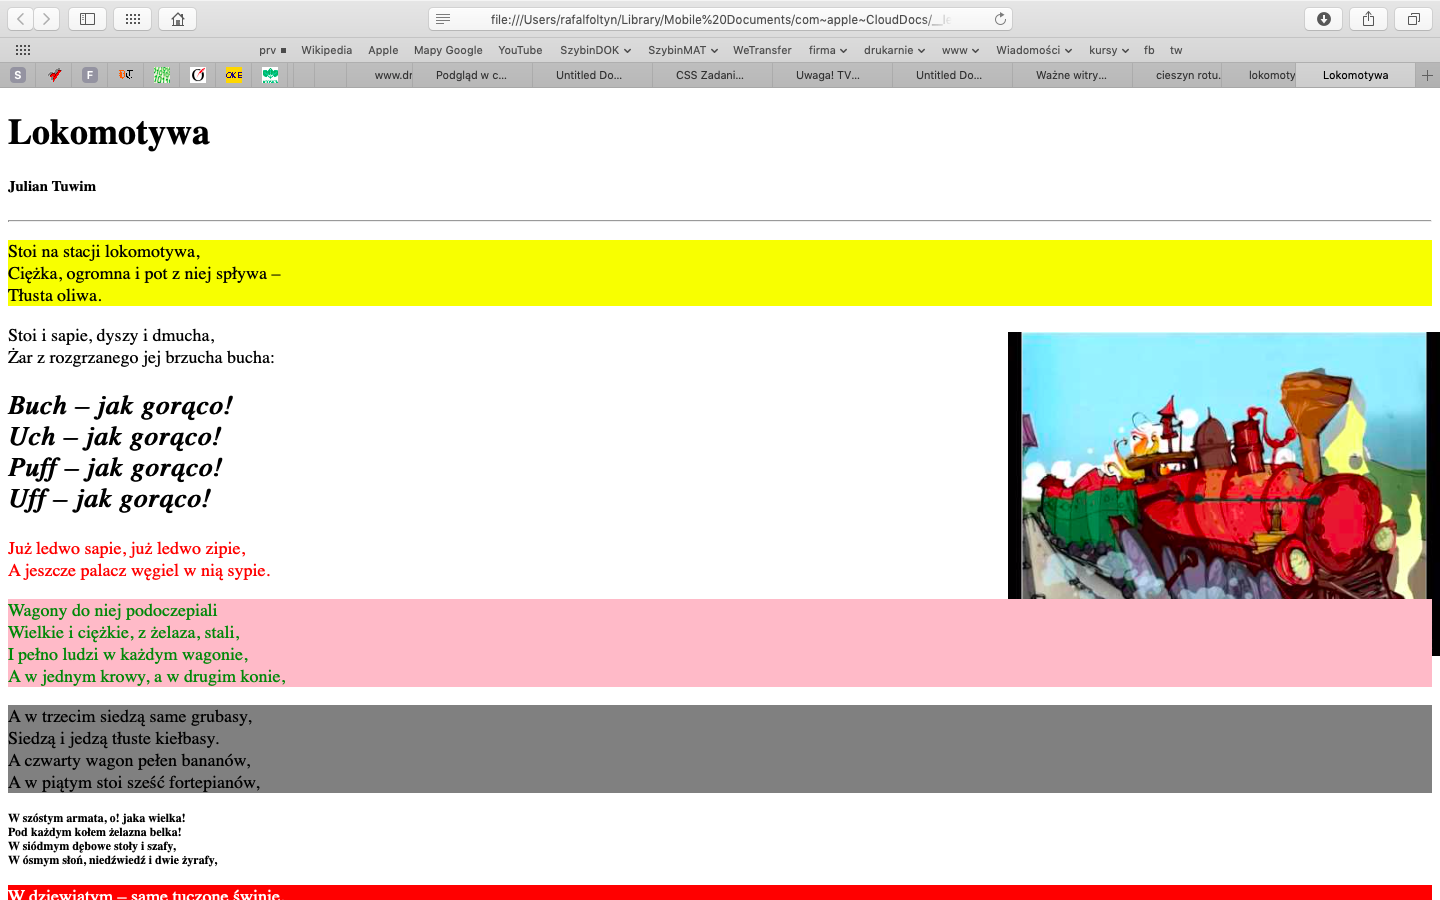 file:///Users/rafalfoltyn/Library/Mobile%20Documents/com~apple~CloudDocs/__
prv Wikipedia Apple Mapy Google YouTube SzybinDOK SzybinMAT WeTransfer firma drukarnie www Wiadomości kursy fb tw
S F OKE www.dr Podgląd w c... Untitled Do... CSS Zadani... Uwaga! TV... Untitled Do... Ważne witry... cieszyn rotu. lokomoty Lokomotywa
Lokomotywa
Julian Tuwim
Stoi na stacji lokomotywa,
Ciężka, ogromna i pot z niej spływa –
Tłusta oliwa.
Stoi i sapie, dyszy i dmucha,
Żar z rozgrzanego jej brzucha bucha:
Buch – jak gorąco!
Uch – jak gorąco!
Puff – jak gorąco!
Uff – jak gorąco!
Już ledwo sapie, już ledwo zipie,
A jeszcze palacz węgiel w nią sypie.
Wagony do niej podoczepiali
Wielkie i ciężkie, z żelaza, stali,
I pełno ludzi w każdym wagonie,
A w jednym krowy, a w drugim konie,
A w trzecim siedzą same grubasy,
Siedzą i jedzą tłuste kiełbasy.
A czwarty wagon pełen bananów,
A w piątym stoi sześć fortepianów,
W szóstym armata, o! jaka wielka!
Pod każdym kołem żelazna belka!
W siódmym dębowe stoły i szafy,
W ósmym słoń, niedźwiedź i dwie żyrafy,
W dziewiątym – same tuczone świnie,